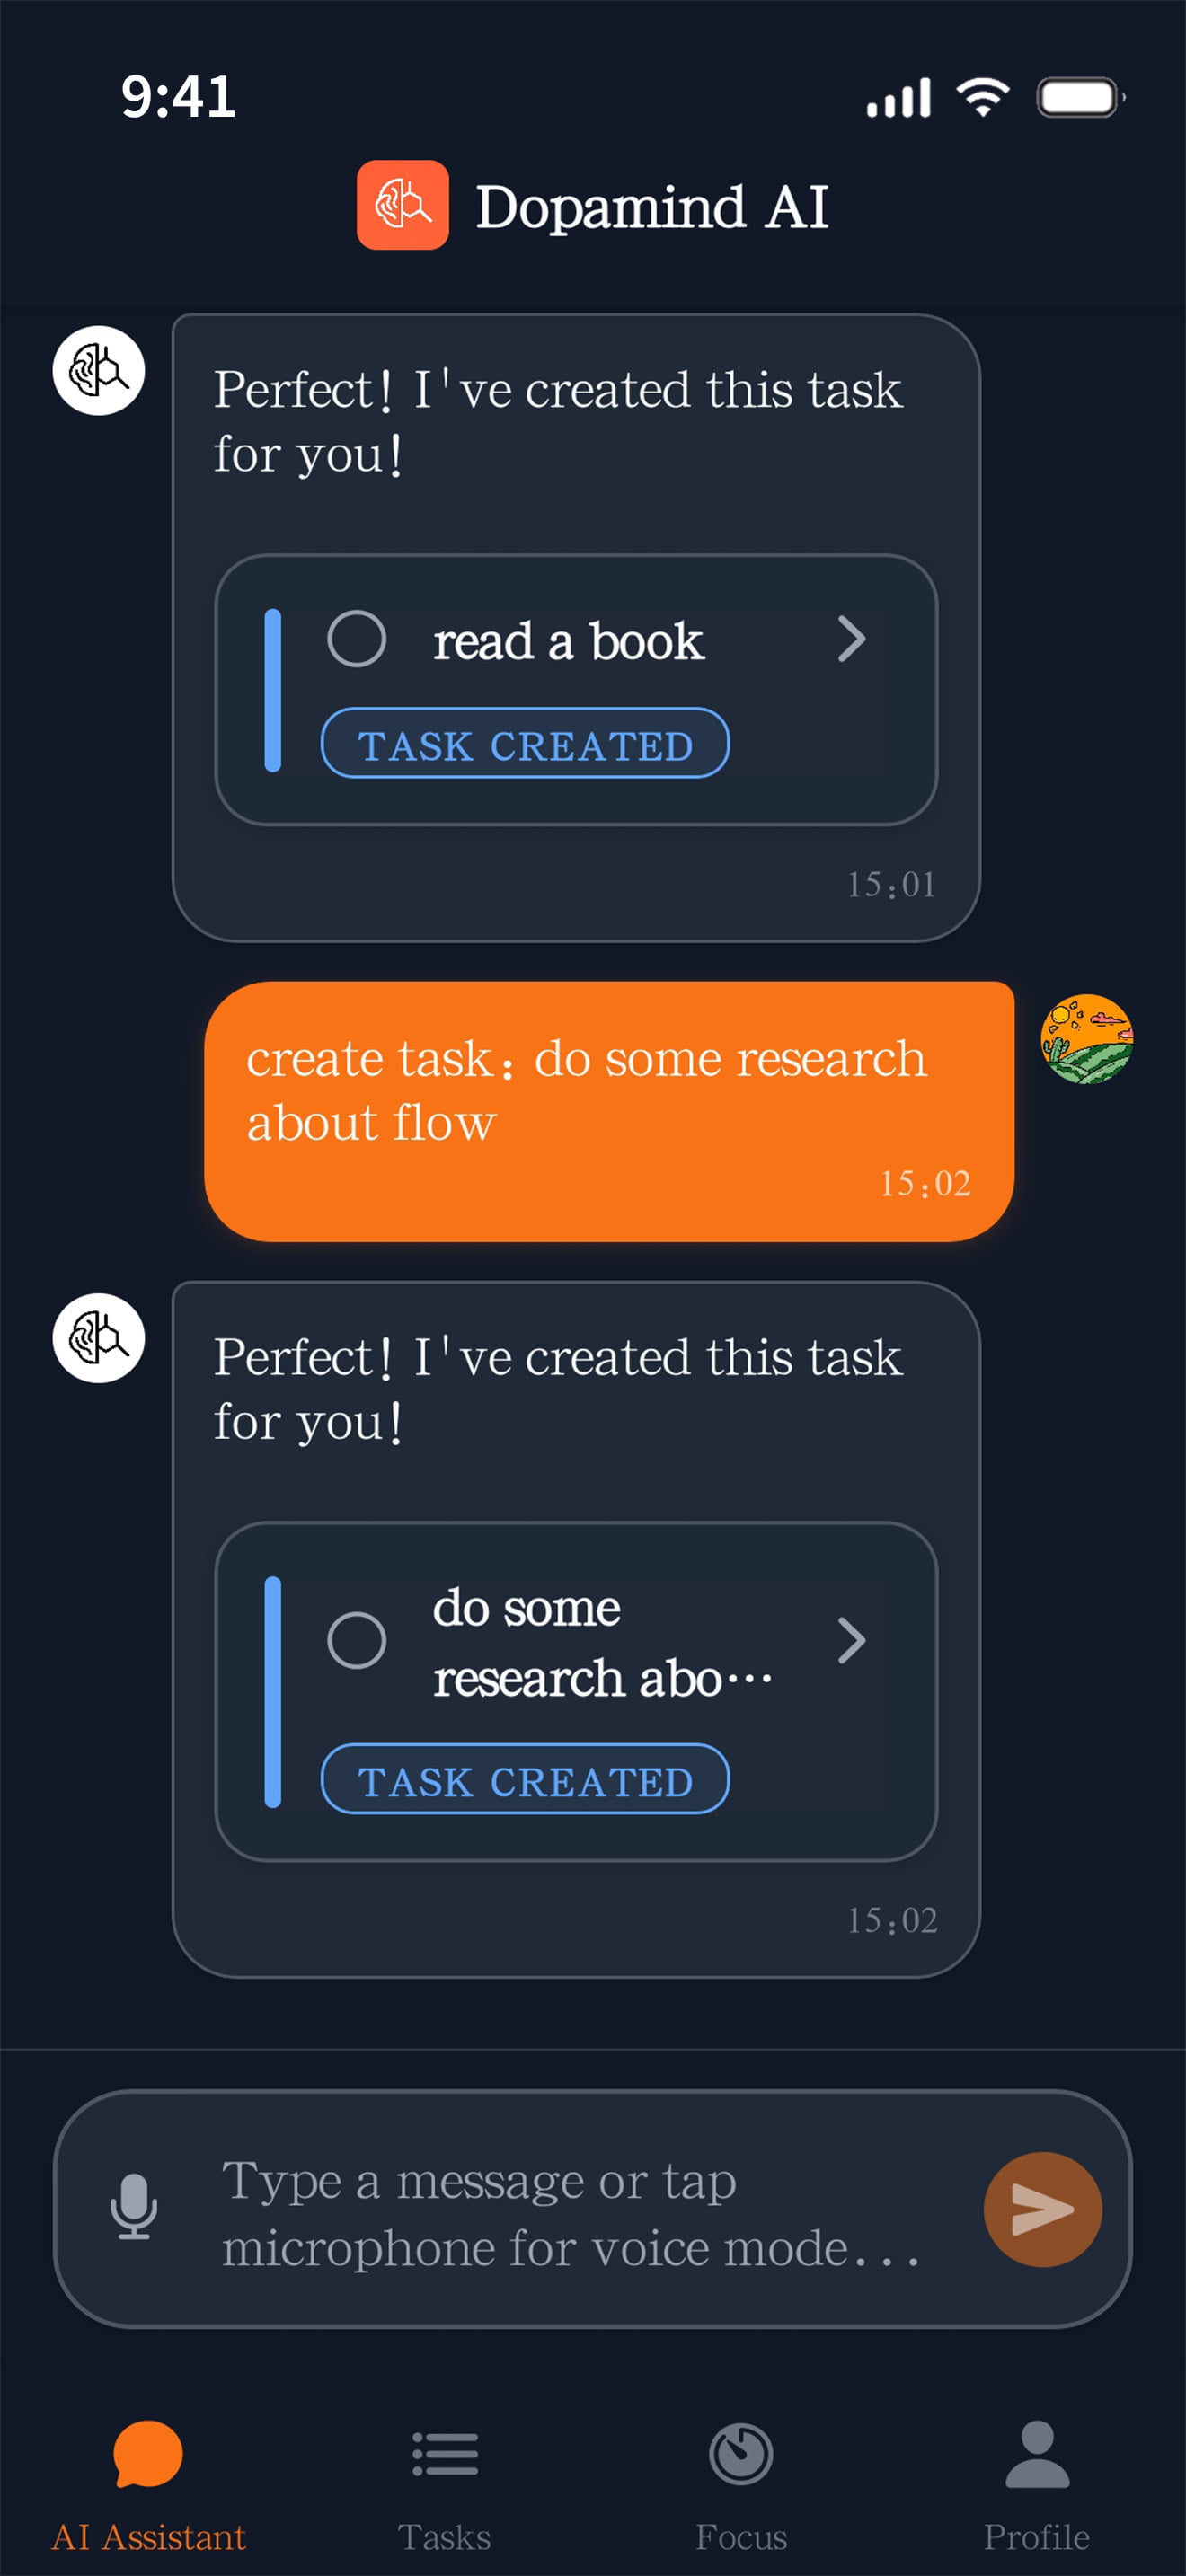 9:41
Dopamind AI
Perfect! I've created this task
for you!
read a book
TASK CREATED
15:01
create task: do some research
about flow
15:02
Perfect! I've created this task
for you!
do some
research abo…
TASK CREATED
15:02
Type a message or tap
microphone for voice mode...
AI Assistant
Tasks
Focus
Profile